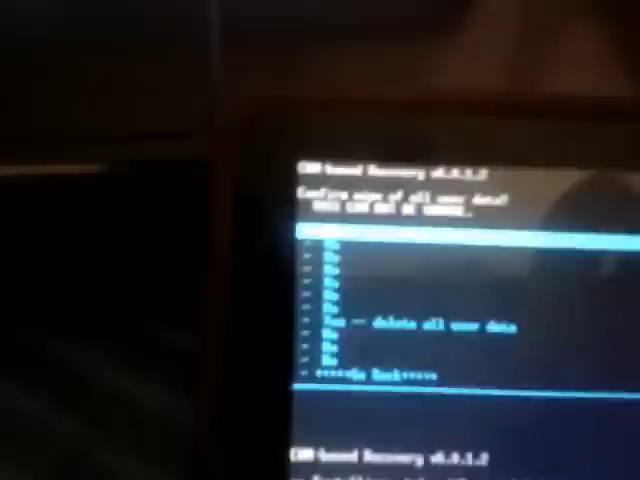 CWM-based Recovery v6.0.1.2
Confirm wipe of all user data?
THIS CAN NOT BE UNDONE.
- No
- No
- No
- No
- No
- No
- Yes -- delete all user data
- No
- No
- No
- +++++Go Back+++++
CWM-based Recovery v6.0.1.2